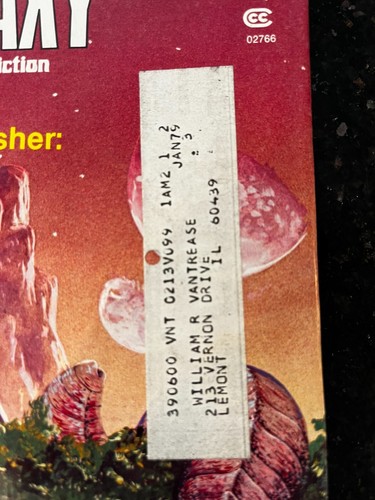 AXY
iction
CC
02766
sher:
1 2
1AM2 JAN79
: 3
390600 VNT 0213V099
WILLIAM R VANTREASE
213 VERNON DRIVE
LEMONT IL 60439